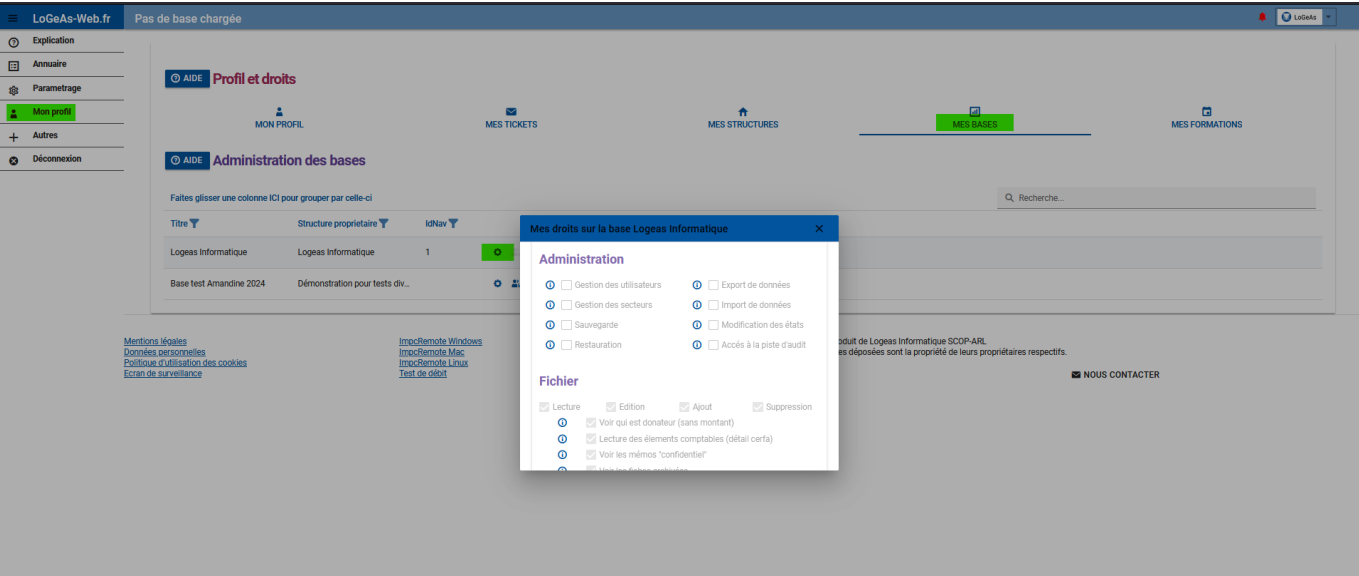 LoGeAs-Web.fr
Pas de base chargée
LoGeAs
Explication
Annuaire
Parametrage
Mon profil
Autres
Déconnexion
AIDE Profil et droits
MON PROFIL
MES TICKETS
MES STRUCTURES
MES BASES
MES FORMATIONS
AIDE Administration des bases
Faites glisser une colonne ICI pour grouper par celle-ci
Recherche...
Titre Structure proprietaire IdNav
Logeas Informatique Logeas Informatique 1
Base test Amandine 2024 Démonstration pour tests div...
Mes droits sur la base Logeas Informatique
Administration
Gestion des utilisateurs Export de données
Gestion des secteurs Import de données
Sauvegarde Modification des états
Restauration Accés à la piste d'audit
Fichier
Lecture Edition Ajout Suppression
Voir qui est donateur (sans montant)
Lecture des élements comptables (détail cerfa)
Voir les mémos "confidentiel"
Mentions légales
Données personnelles
Politique d'utilisation des cookies
Ecran de surveillance
ImpcRemote Windows
ImpcRemote Mac
ImpcRemote Linux
Test de débit
de Logeas Informatique SCOP-ARL
déposées sont la propriété de leurs propriétaires respectifs.
NOUS CONTACTER